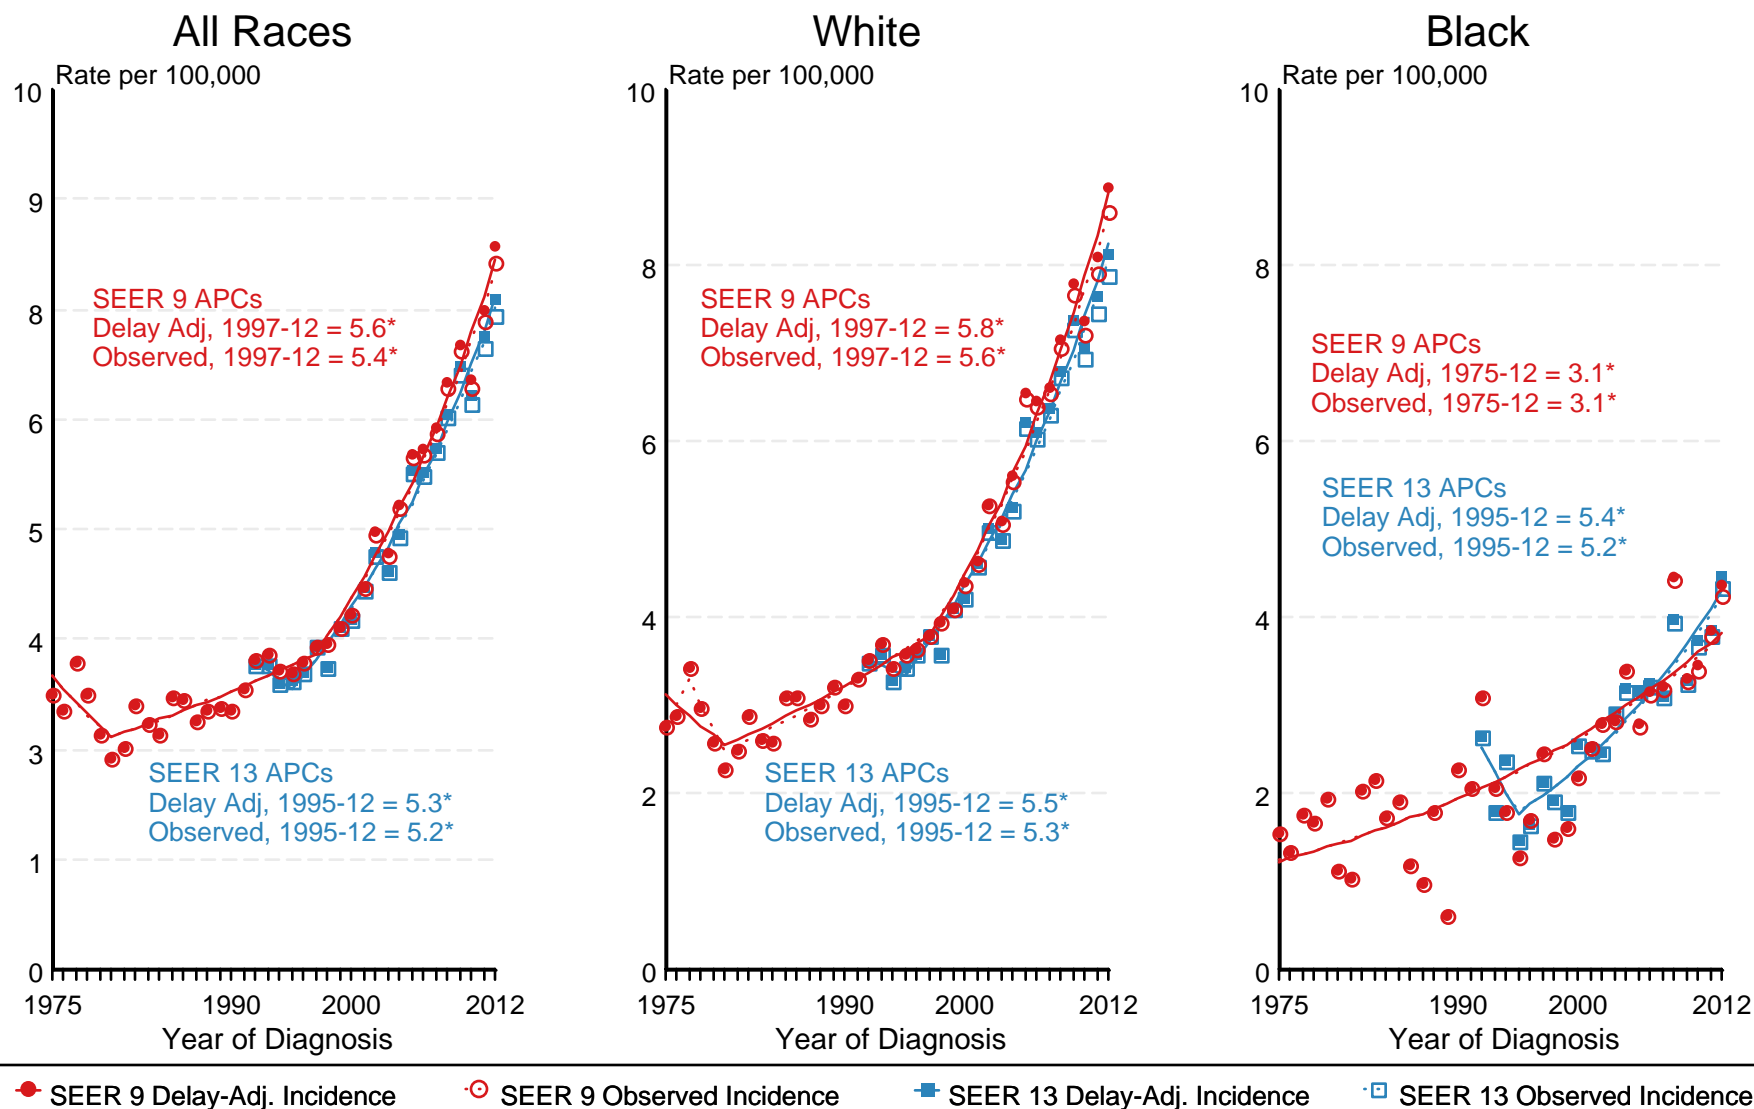 All Races
Rate per 100,000
10
9
8
6
5
4
3
1
0
SEER 9 APCs
Delay Adj, 1997-12 = 5.6*
Observed, 1997-12 = 5.4*
SEER 13 APCs
Delay Adj, 1995-12 = 5.3*
Observed, 1995-12 = 5.2*
1975
1990
2000
2012
Year of Diagnosis
White
Rate per 100,000
10
8
6
4
2
0
SEER 9 APCs
Delay Adj, 1997-12 = 5.8*
Observed, 1997-12 = 5.6*
SEER 13 APCs
Delay Adj, 1995-12 = 5.5*
Observed, 1995-12 = 5.3*
1975
1990
2000
2012
Year of Diagnosis
Black
Rate per 100,000
10
8
6
4
2
0
SEER 9 APCs
Delay Adj, 1975-12 = 3.1*
Observed, 1975-12 = 3.1*
SEER 13 APCs
Delay Adj, 1995-12 = 5.4*
Observed, 1995-12 = 5.2*
1975
1990
2000
2012
Year of Diagnosis
SEER 9 Delay-Adj. Incidence
SEER 9 Observed Incidence
SEER 13 Delay-Adj. Incidence
SEER 13 Observed Incidence